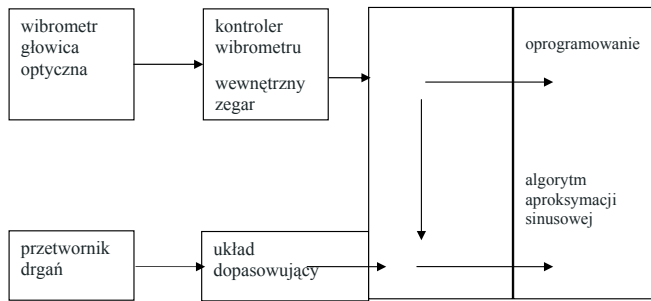 wibrometr
głowica
optyczna
kontroler
wibrometru
wewnętrzny
zegar
oprogramowanie
algorytm
aproksymacji
sinusowej
przetwornik
drgań
układ
dopasowujący